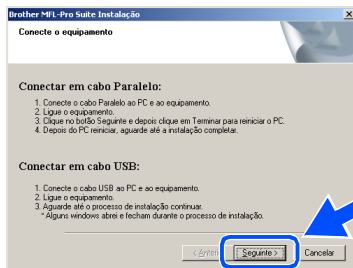 Brother MFL-Pro Suite Instalação
Conecte o equipamento
Conectar em cabo Paralelo:
1. Conecte o cabo Paralelo ao PC e ao equipamento.
2. Ligue o equipamento.
3. Clique no botão Seguinte e depois clique em Terminar para reiniciar o PC.
4. Depois do PC reiniciar, aguarde até a instalação completar.
Conectar em cabo USB:
1. Conecte o cabo USB ao PC e ao equipamento.
2. Ligue o equipamento.
3. Aguarde até o processo de instalação continuar.
* Alguns windows abrei e fecham durante o processo de instalação.
Seguinte > Cancelar